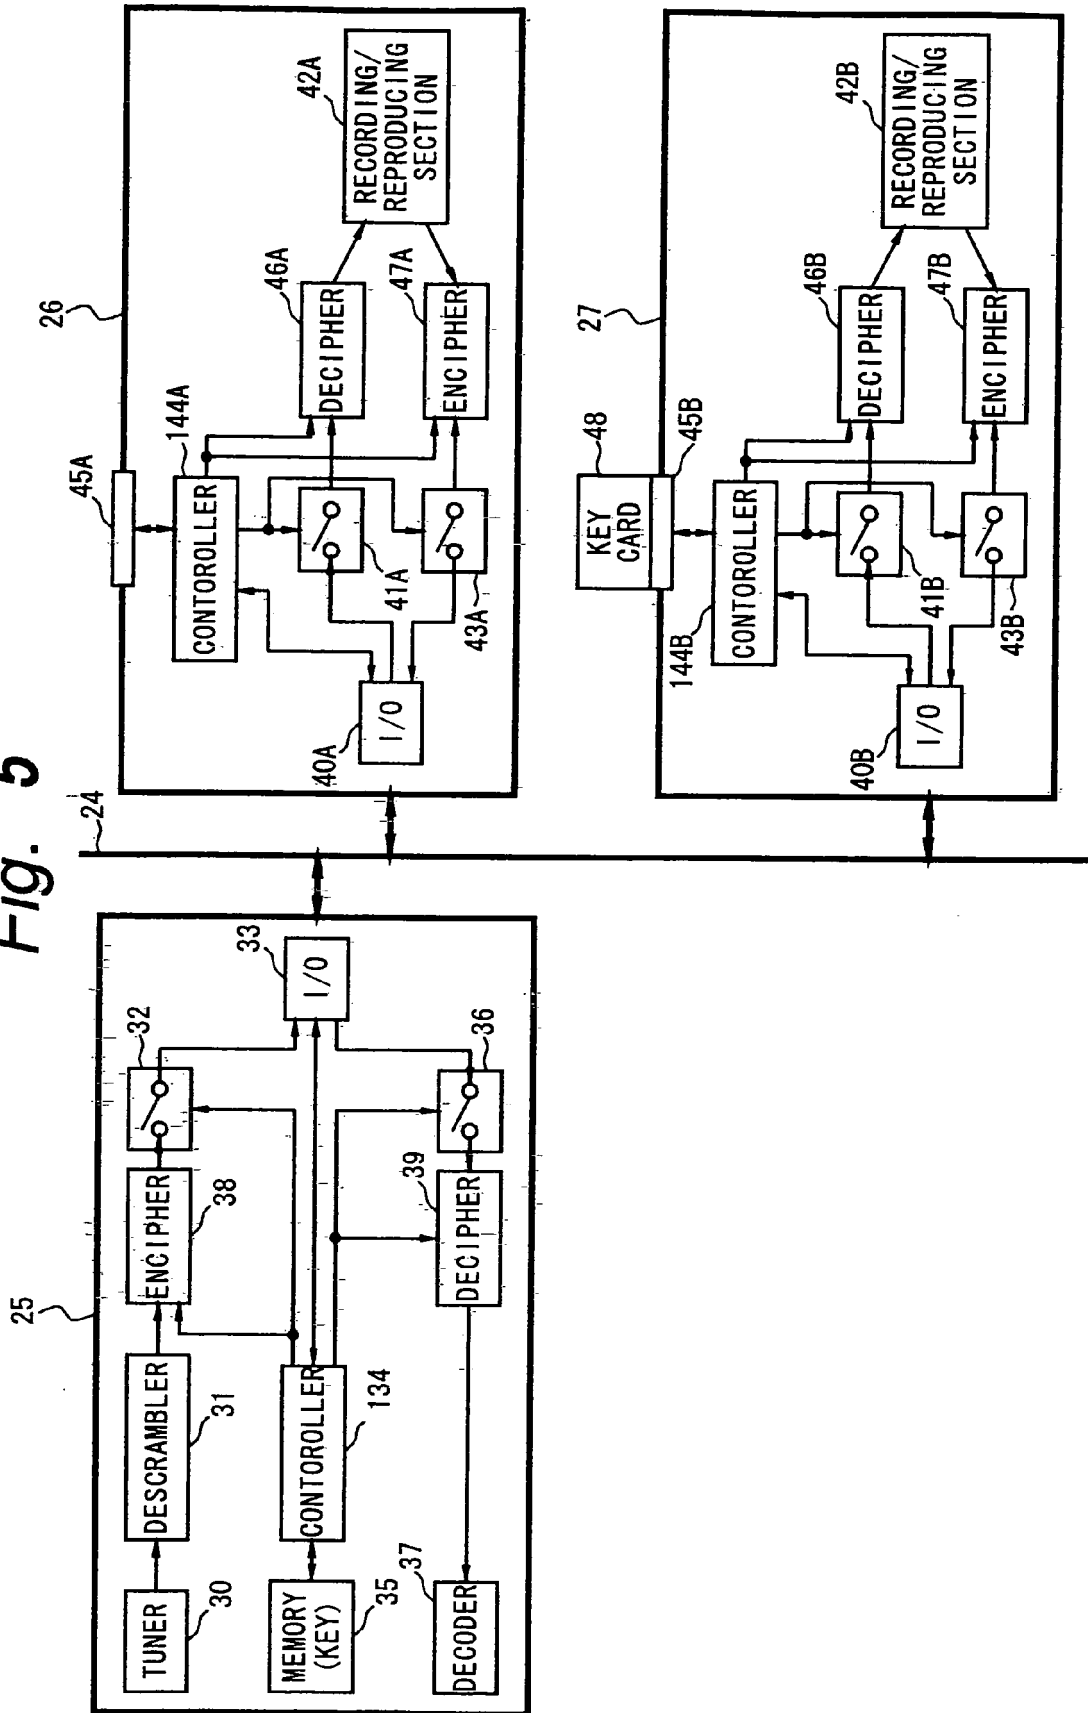 Fig. 5
25
TUNER
30
DESCRAMBLER
31
ENCIPHER
38
32
MEMORY
(KEY)
35
CONTOROLLER
134
I/O
33
DECODER
37
DECIPHER
39
36
24
26
45A
CONTOROLLER
144A
I/O
40A
41A
43A
DECIPHER
46A
ENCIPHER
47A
RECORDING/
REPRODUCING
SECTION
42A
27
KEY
CARD
48
45B
CONTOROLLER
144B
I/O
40B
41B
43B
DECIPHER
46B
ENCIPHER
47B
RECORDING/
REPRODUCING
SECTION
42B